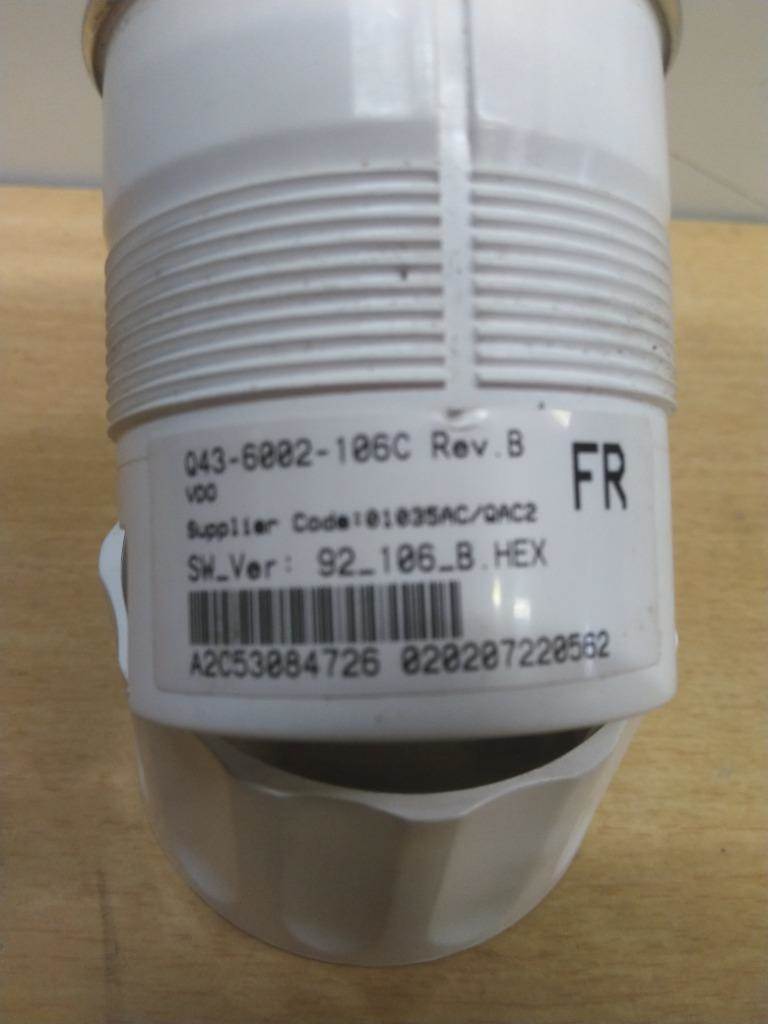 Q43-6002-106C Rev.B
FR
VDO
Supplier Code:01035AC/QAC2
SW_Ver: 92_106_B.HEX
A2C53084726 020207220562